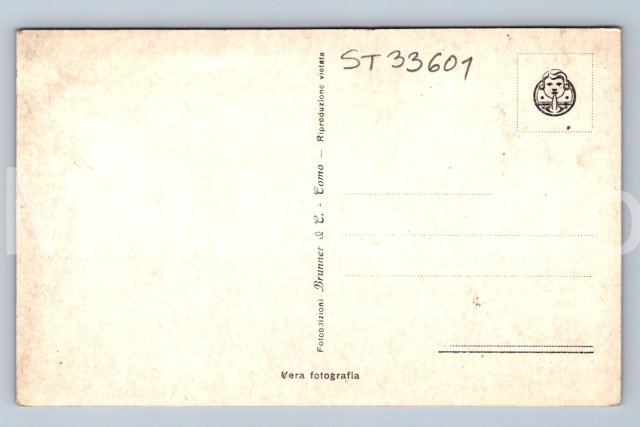 ST33601
Fotoedizioni Brunner & C. - Como - Riproduzione vietata
Vera fotografia